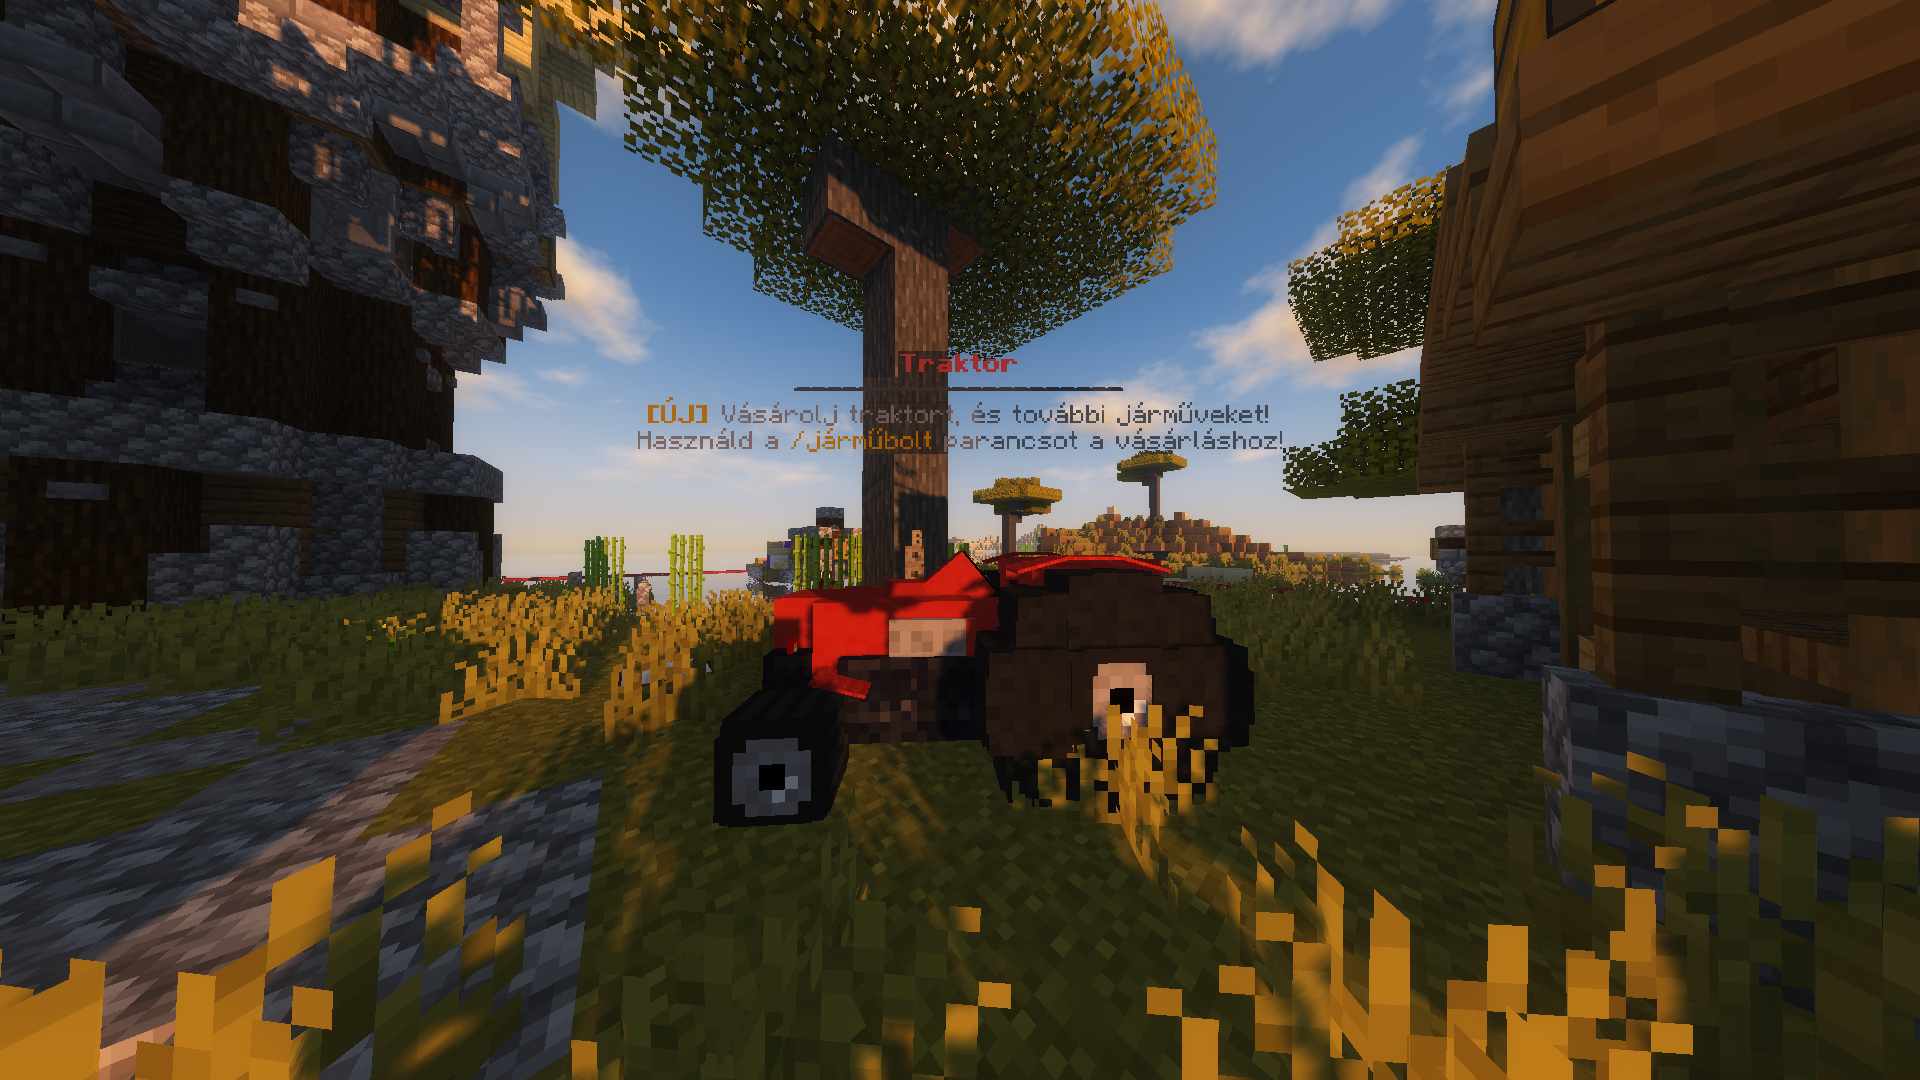 Traktor
[ÚJ] Vásárolj traktort, és további járműveket!
Használd a /járműbolt parancsot a vásárláshoz!